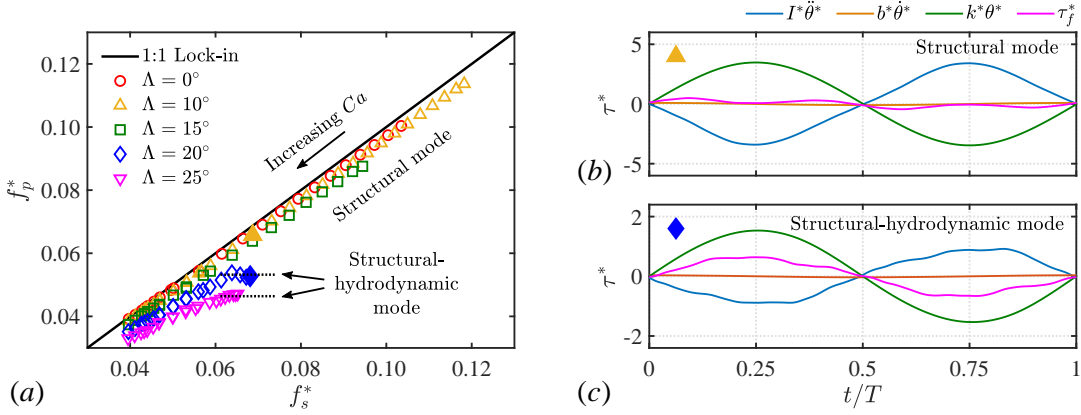 (a)
f*p
0.12
0.10
0.08
0.06
0.04
1:1 Lock-in
Λ = 0°
Λ = 10°
Λ = 15°
Λ = 20°
Λ = 25°
Increasing Ca
Structural mode
Structural-
hydrodynamic
mode
0.04 0.06 0.08 0.10 0.12
f*s
I*θ̈* b*θ̇* k*θ* τ*f
(b)
τ*
5
0
-5
Structural mode
(c)
τ*
2
0
-2
Structural-hydrodynamic mode
0 0.25 0.5 0.75 1
t/T